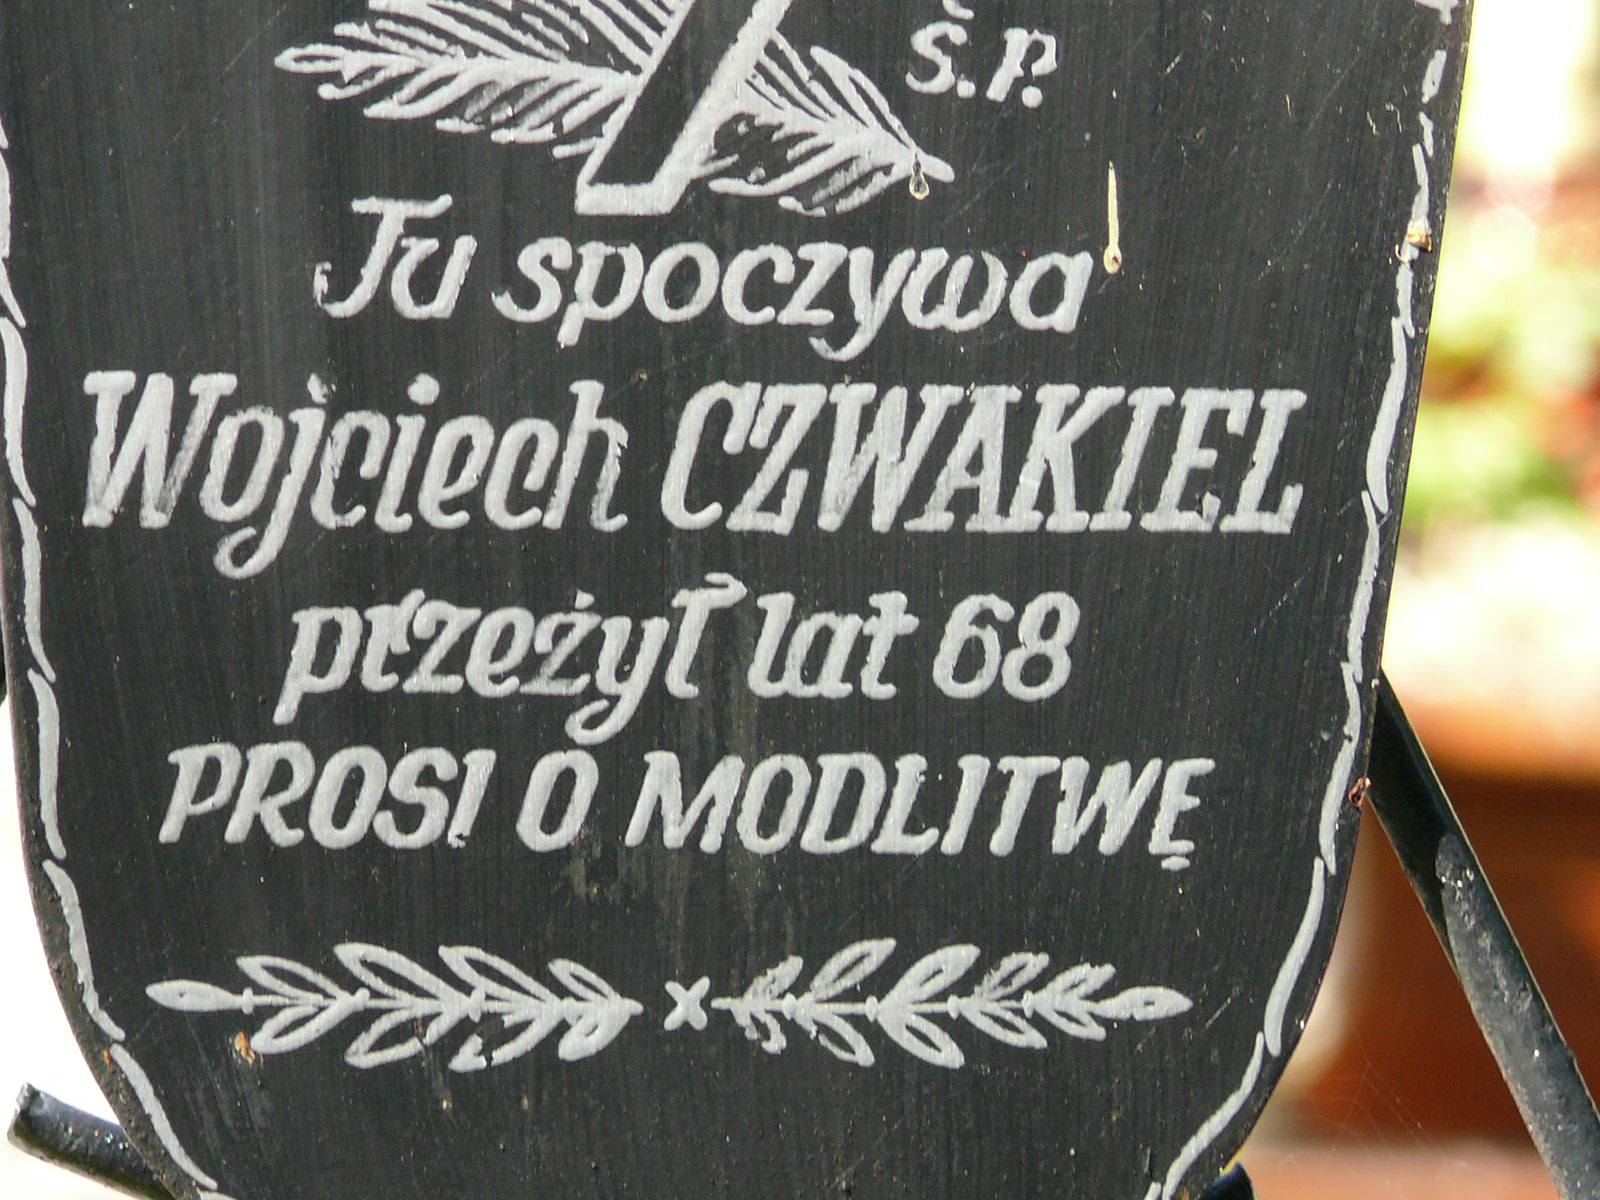 Ś.P.
Tu spoczywa
Wojciech CZWAKIEL
przeżył lat 68
PROSI O MODLITWĘ